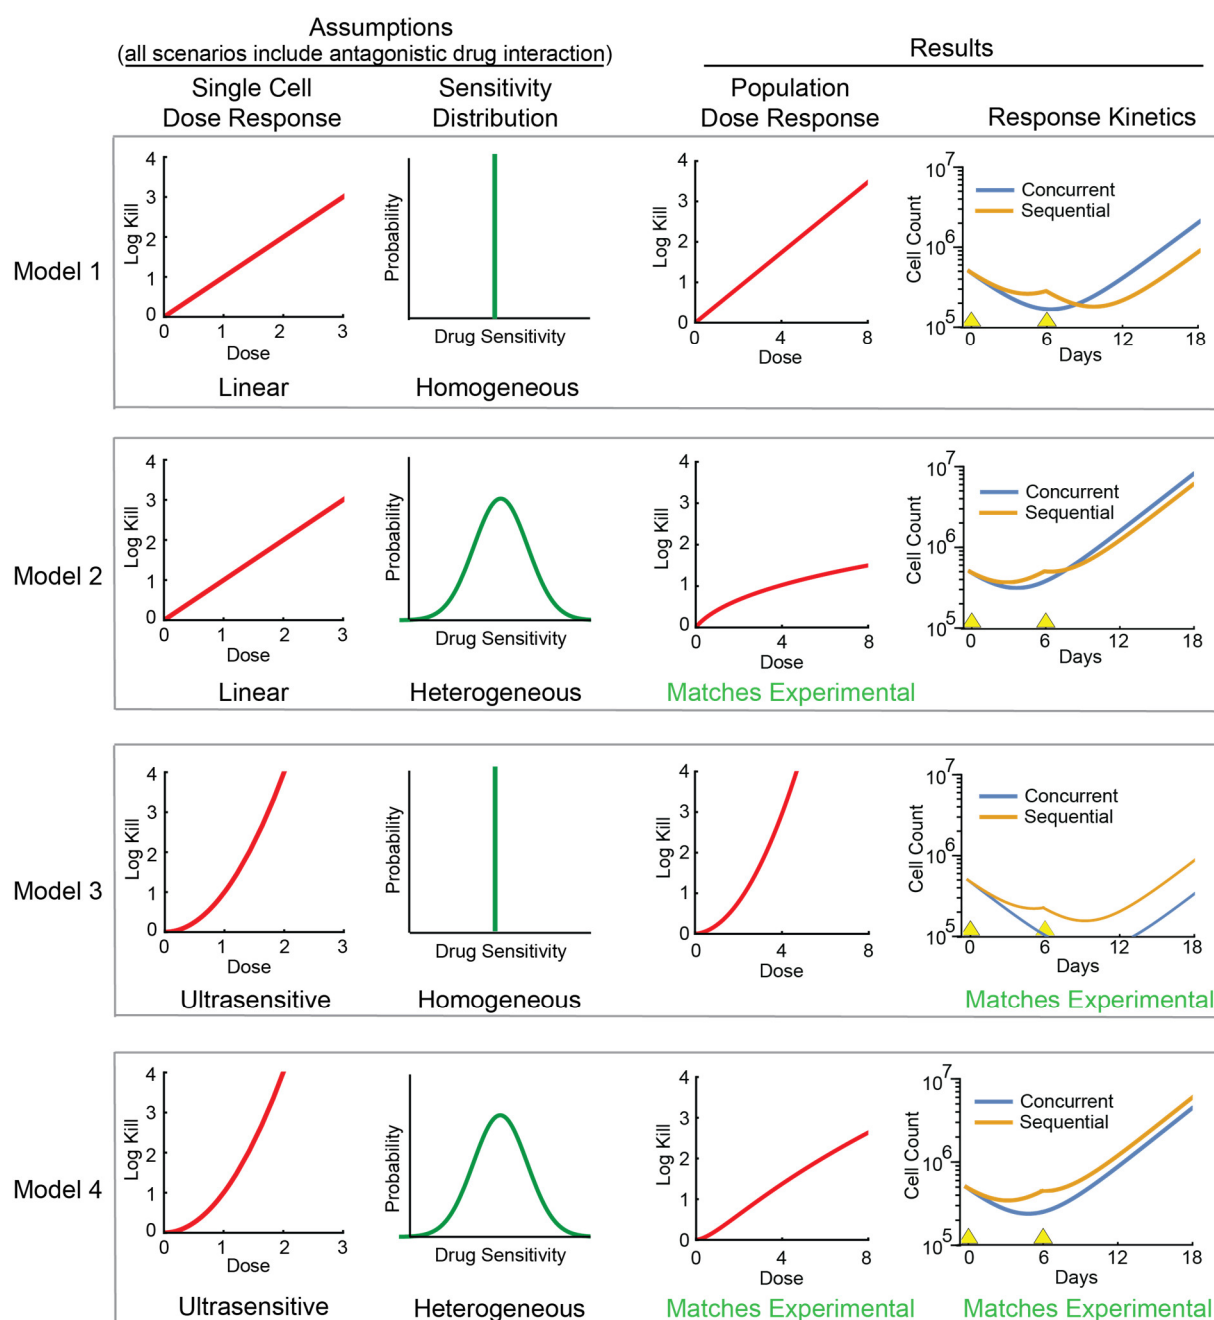 Assumptions
(all scenarios include antagonistic drug interaction)
Results
Single Cell
Dose Response
Sensitivity
Distribution
Population
Dose Response
Response Kinetics
Model 1
Log Kill
4
3
2
1
0
0 1 2 3
Dose
Linear
Probability
Drug Sensitivity
Homogeneous
Log Kill
4
3
2
1
0
0 4 8
Dose
Cell Count
10^7
10^6
10^5
Concurrent
Sequential
0 6 12 18
Days
Model 2
Log Kill
4
3
2
1
0
0 1 2 3
Dose
Linear
Probability
Drug Sensitivity
Heterogeneous
Log Kill
4
3
2
1
0
0 4 8
Dose
Matches Experimental
Cell Count
10^7
10^6
10^5
Concurrent
Sequential
0 6 12 18
Days
Model 3
Log Kill
4
3
2
1
0
0 1 2 3
Dose
Ultrasensitive
Probability
Drug Sensitivity
Homogeneous
Log Kill
4
3
2
1
0
0 4 8
Dose
Cell Count
10^7
10^6
10^5
Concurrent
Sequential
0 6 12 18
Days
Matches Experimental
Model 4
Log Kill
4
3
2
1
0
0 1 2 3
Dose
Ultrasensitive
Probability
Drug Sensitivity
Heterogeneous
Log Kill
4
3
2
1
0
0 4 8
Dose
Matches Experimental
Cell Count
10^7
10^6
10^5
Concurrent
Sequential
0 6 12 18
Days
Matches Experimental